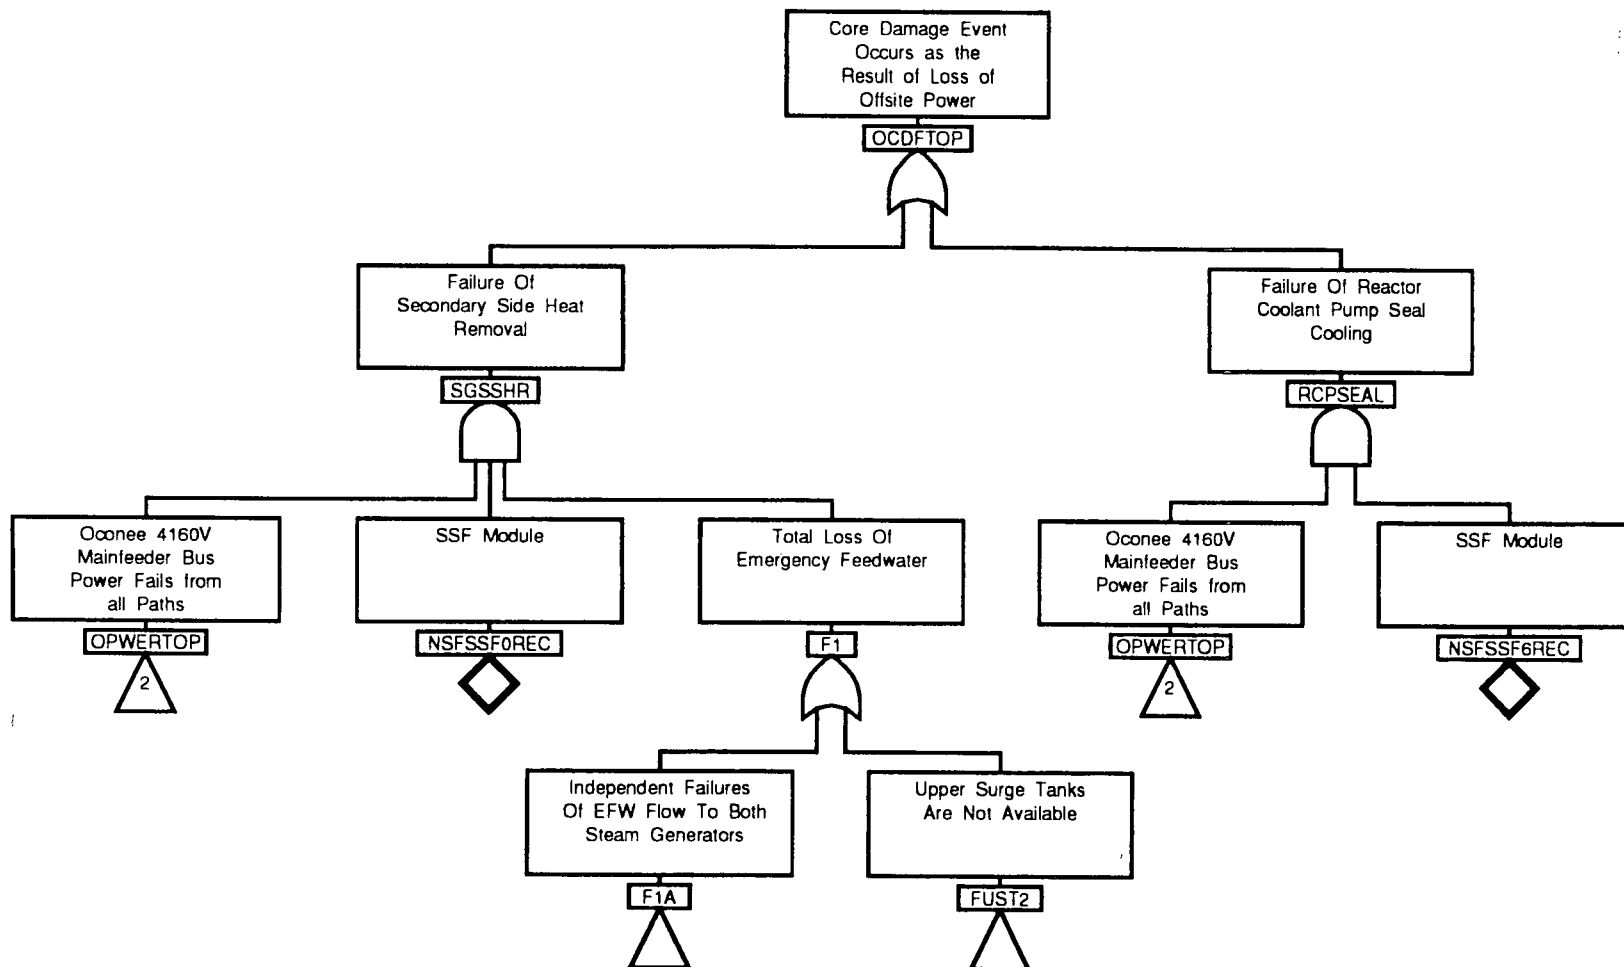 Core Damage Event
Occurs as the
Result of Loss of
Offsite Power
OCDFTOP
Failure Of
Secondary Side Heat
Removal
SGSSHR
Failure Of Reactor
Coolant Pump Seal
Cooling
RCPSEAL
Oconee 4160V
Mainfeeder Bus
Power Fails from
all Paths
OPWERTOP
2
SSF Module
NSFSSF0REC
Total Loss Of
Emergency Feedwater
F1
Oconee 4160V
Mainfeeder Bus
Power Fails from
all Paths
OPWERTOP
2
SSF Module
NSFSSF6REC
Independent Failures
Of EFW Flow To Both
Steam Generators
F1A
Upper Surge Tanks
Are Not Available
FUST2